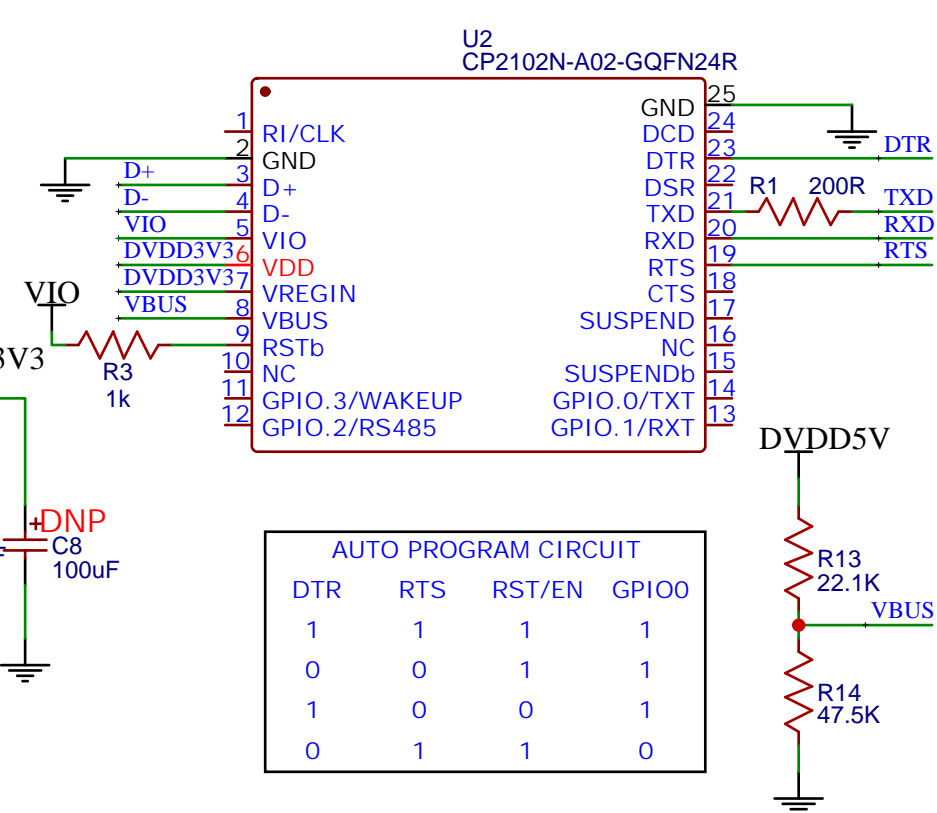 U2
CP2102N-A02-GQFN24R
1 RI/CLK
2 GND
D+ 3 D+
D- 4 D-
VIO 5 VIO
DVDD3V3 6 VDD
DVDD3V3 7 VREGIN
VBUS 8 VBUS
9 RSTb
10 NC
11 GPIO.3/WAKEUP
12 GPIO.2/RS485
GND 25
DCD 24
DTR 23 DTR
DSR 22
TXD 21 R1 200R TXD
RXD 20 RXD
RTS 19 RTS
CTS 18
SUSPEND 17
NC 16
SUSPENDb 15
GPIO.0/TXT 14
GPIO.1/RXT 13
VIO
R3
1k
3V3
+DNP
C8
100uF
AUTO PROGRAM CIRCUIT
DTR RTS RST/EN GPIO0
1 1 1 1
0 0 1 1
1 0 0 1
0 1 1 0
DVDD5V
R13
22.1K
VBUS
R14
47.5K